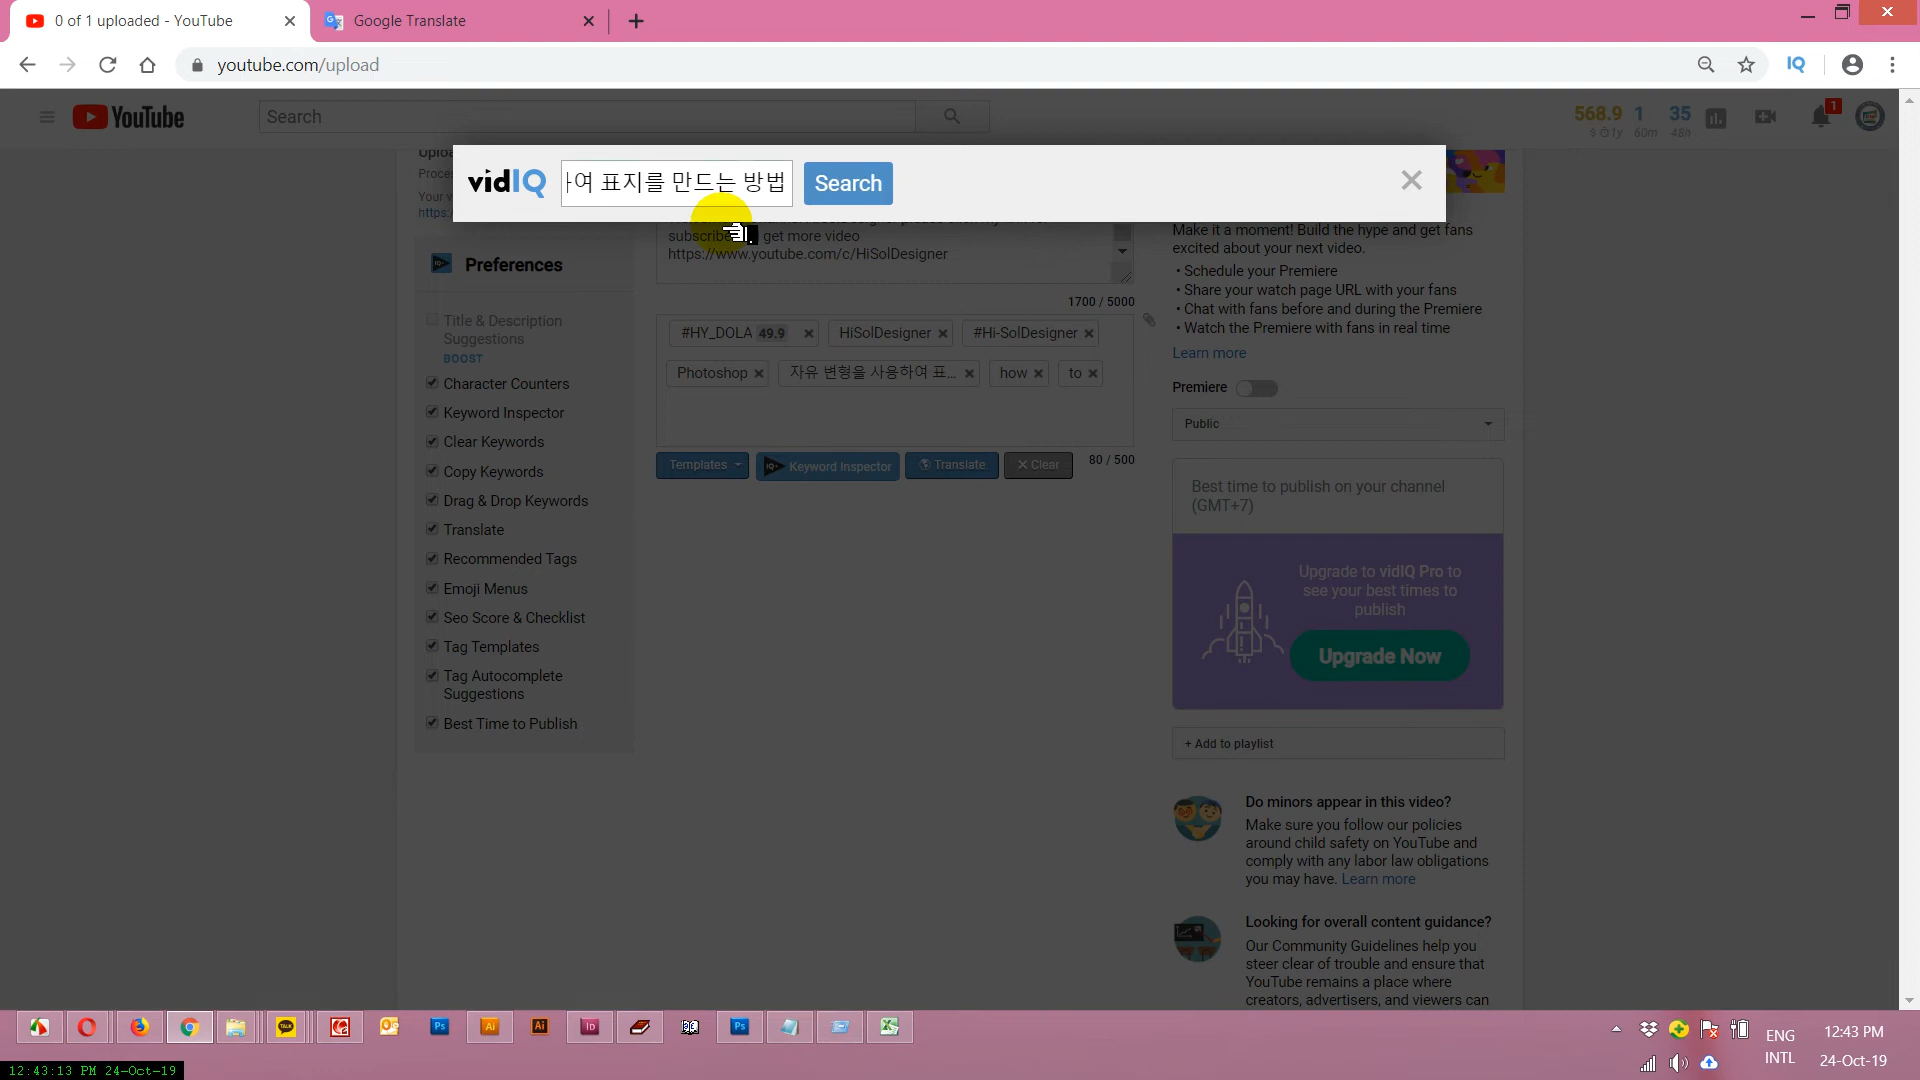 0 of 1 uploaded - YouTube
Google Translate
youtube.com/upload
IQ
YouTube
Search
568.9 1 35
1y 60m 48h
1
vidIQ
여 표지를 만드는 방법
Search
subscribe
get more video
https://www.youtube.com/c/HiSolDesigner
1700 / 5000
Preferences
Title & Description Suggestions
BOOST
Character Counters
Keyword Inspector
Clear Keywords
Copy Keywords
Drag & Drop Keywords
Translate
Recommended Tags
Emoji Menus
Seo Score & Checklist
Tag Templates
Tag Autocomplete Suggestions
Best Time to Publish
#HY_DOLA 49.9
HiSolDesigner
#Hi-SolDesigner
Photoshop
자유 변형을 사용하여 표...
how
to
Templates
Keyword Inspector
Translate
Clear
80 / 500
Make it a moment! Build the hype and get fans
excited about your next video.
• Schedule your Premiere
• Share your watch page URL with your fans
• Chat with fans before and during the Premiere
• Watch the Premiere with fans in real time
Learn more
Premiere
Public
Best time to publish on your channel
(GMT+7)
Upgrade to vidIQ Pro to
see your best times to
publish
Upgrade Now
+ Add to playlist
Do minors appear in this video?
Make sure you follow our policies
around child safety on YouTube and
comply with any labor law obligations
you may have. Learn more
Looking for overall content guidance?
Our Community Guidelines help you
steer clear of trouble and ensure that
YouTube remains a place where
creators, advertisers, and viewers can
TALK
Ps
Ai
Ai
Id
Ps
ENG
INTL
12:43 PM
24-Oct-19
12:43:13 PM 24-Oct-19